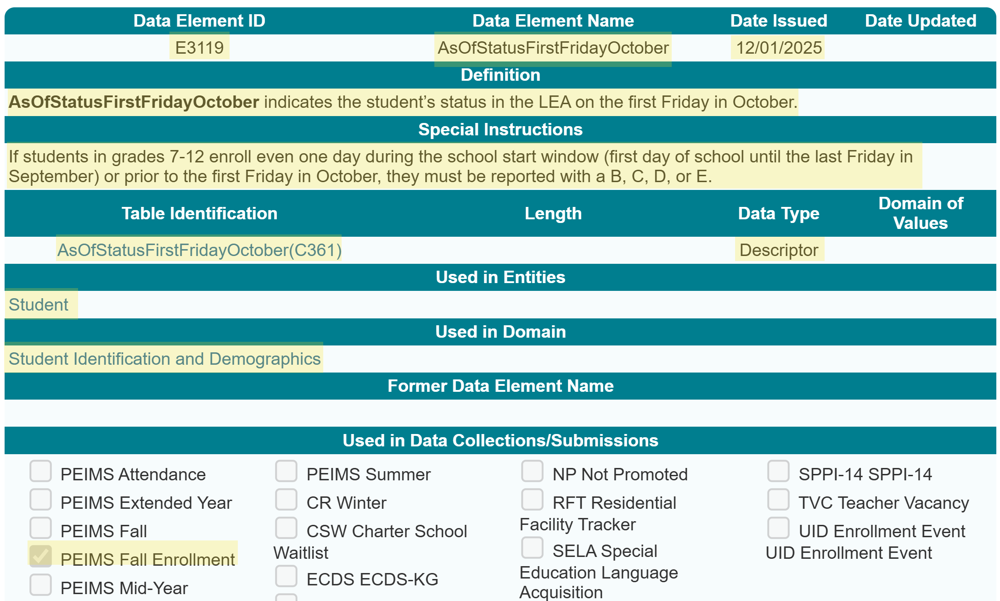 Data Element ID Data Element Name Date Issued Date Updated
E3119 AsOfStatusFirstFridayOctober 12/01/2025
Definition
AsOfStatusFirstFridayOctober indicates the student’s status in the LEA on the first Friday in October.
Special Instructions
If students in grades 7-12 enroll even one day during the school start window (first day of school until the last Friday in
September) or prior to the first Friday in October, they must be reported with a B, C, D, or E.
Table Identification Length Data Type Domain of
Values
AsOfStatusFirstFridayOctober(C361) Descriptor
Used in Entities
Student
Used in Domain
Student Identification and Demographics
Former Data Element Name
Used in Data Collections/Submissions
PEIMS Attendance
PEIMS Extended Year
PEIMS Fall
PEIMS Fall Enrollment
PEIMS Mid-Year
PEIMS Summer
CR Winter
CSW Charter School
Waitlist
ECDS ECDS-KG
NP Not Promoted
RFT Residential
Facility Tracker
SELA Special
Education Language
Acquisition
SPPI-14 SPPI-14
TVC Teacher Vacancy
UID Enrollment Event
UID Enrollment Event